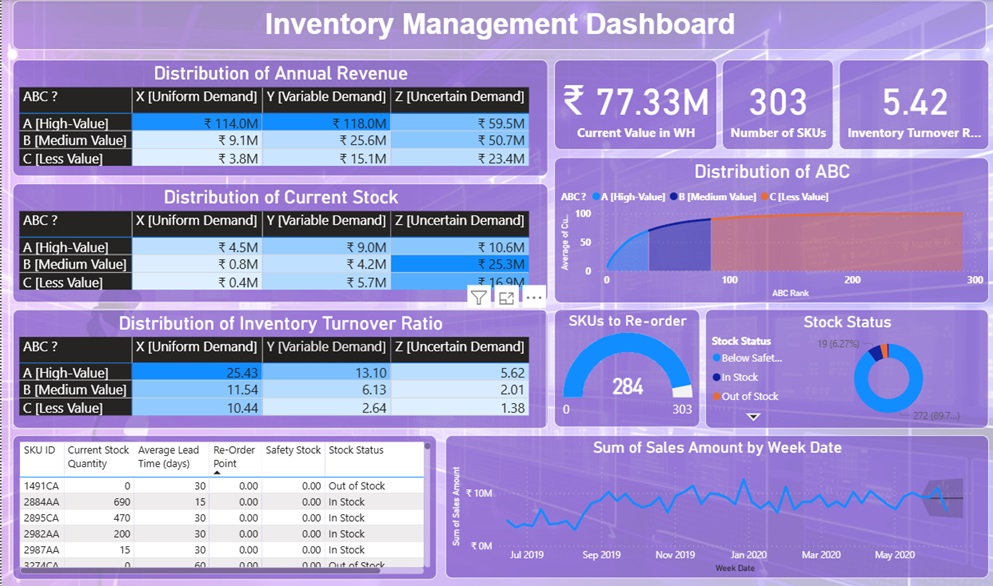 Inventory Management Dashboard
Distribution of Annual Revenue
ABC ? X [Uniform Demand] Y [Variable Demand] Z [Uncertain Demand]
A [High-Value] ₹ 114.0M ₹ 118.0M ₹ 59.5M
B [Medium Value] ₹ 9.1M ₹ 25.6M ₹ 50.7M
C [Less Value] ₹ 3.8M ₹ 15.1M ₹ 23.4M
₹ 77.33M
Current Value in WH
303
Number of SKUs
5.42
Inventory Turnover R...
Distribution of Current Stock
ABC ? X [Uniform Demand] Y [Variable Demand] Z [Uncertain Demand]
A [High-Value] ₹ 4.5M ₹ 9.0M ₹ 10.6M
B [Medium Value] ₹ 0.8M ₹ 4.2M ₹ 25.3M
C [Less Value] ₹ 0.4M ₹ 5.7M ₹ 16.9M
Distribution of ABC
ABC ? A [High-Value] B [Medium Value] C [Less Value]
Average of Cu...
100
50
0
0 100 200 300
ABC Rank
Distribution of Inventory Turnover Ratio
ABC ? X [Uniform Demand] Y [Variable Demand] Z [Uncertain Demand]
A [High-Value] 25.43 13.10 5.62
B [Medium Value] 11.54 6.13 2.01
C [Less Value] 10.44 2.64 1.38
SKUs to Re-order
284
0 303
Stock Status
Stock Status
Below Safet...
In Stock
Out of Stock
19 (6.27%)
272 (89.7...)
SKU ID Current Stock Quantity Average Lead Time (days) Re-Order Point Safety Stock Stock Status
1491CA 0 30 0.00 0.00 Out of Stock
2884AA 690 15 0.00 0.00 In Stock
2895CA 470 30 0.00 0.00 In Stock
2982AA 200 30 0.00 0.00 In Stock
2987AA 15 30 0.00 0.00 In Stock
3274CA 0 60 0.00 0.00 Out of Stock
Sum of Sales Amount by Week Date
Sum of Sales Amount
₹ 10M
₹ 0M
Jul 2019 Sep 2019 Nov 2019 Jan 2020 Mar 2020 May 2020
Week Date